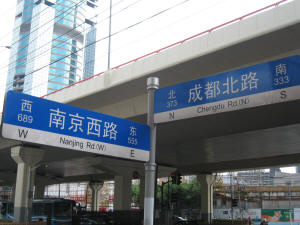 西 南京西路 东
689 Nanjing Rd(W) 555
W E
北 成都北路 南
373 Chengdu Rd(N) 333
N S